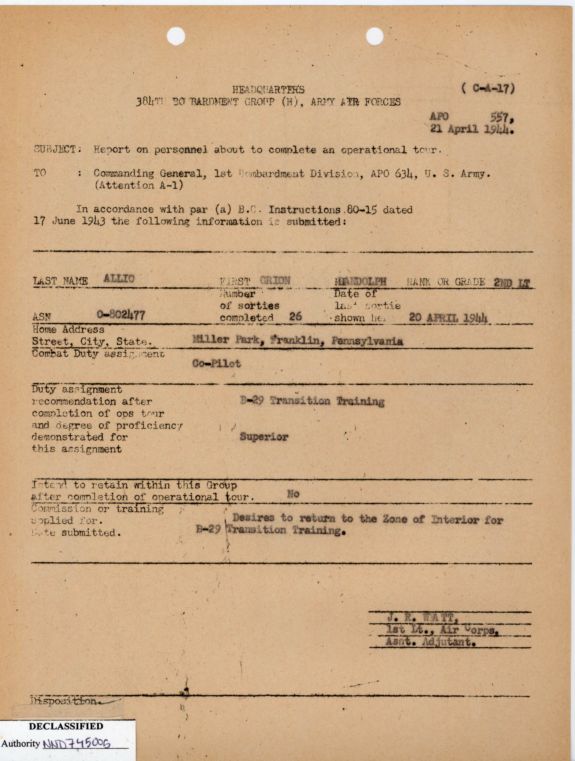 HEADQUARTERS
( C-A-17)
384TH BOMBARDMENT GROUP (H), ARMY AIR FORCES
APO 557,
21 April 1944.
SUBJECT: Report on personnel about to complete an operational tour.
TO : Commanding General, 1st Bombardment Division, APO 634, U. S. Army.
(Attention A-1)
In accordance with par (a) B.C. Instructions 80-15 dated
17 June 1943 the following information is submitted:
LAST NAME ALLIO FIRST ORION RANDOLPH RANK OR GRADE 2ND LT
Number Date of
of sorties last sortie
ASN 0-802477 completed 26 shown he. 20 APRIL 1944
Home Address
Street, City, State. Miller Park, Franklin, Pennsylvania
Combat Duty assignment
Co-Pilot
Duty assignment
recommendation after B-29 Transition Training
completion of ops tour
and degree of proficiency
demonstrated for Superior
this assignment
Intend to retain within this Group
after completion of operational tour. No
Commission or training
applied for. Desires to return to the Zone of Interior for
Date submitted. B-29 Transition Training.
J. R. WYATT,
1st Lt., Air Corps,
Asst. Adjutant.
Disposition.
DECLASSIFIED
Authority NND745005